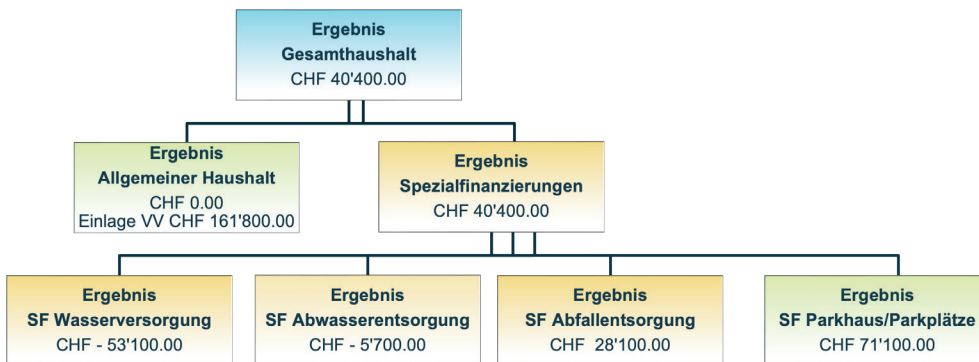 Ergebnis
Gesamthaushalt
CHF 40'400.00
Ergebnis
Allgemeiner Haushalt
CHF 0.00
Einlage VV CHF 161'800.00
Ergebnis
Spezialfinanzierungen
CHF 40'400.00
Ergebnis
SF Wasserversorgung
CHF - 53'100.00
Ergebnis
SF Abwasserentsorgung
CHF - 5'700.00
Ergebnis
SF Abfallentsorgung
CHF 28'100.00
Ergebnis
SF Parkhaus/Parkplätze
CHF 71'100.00